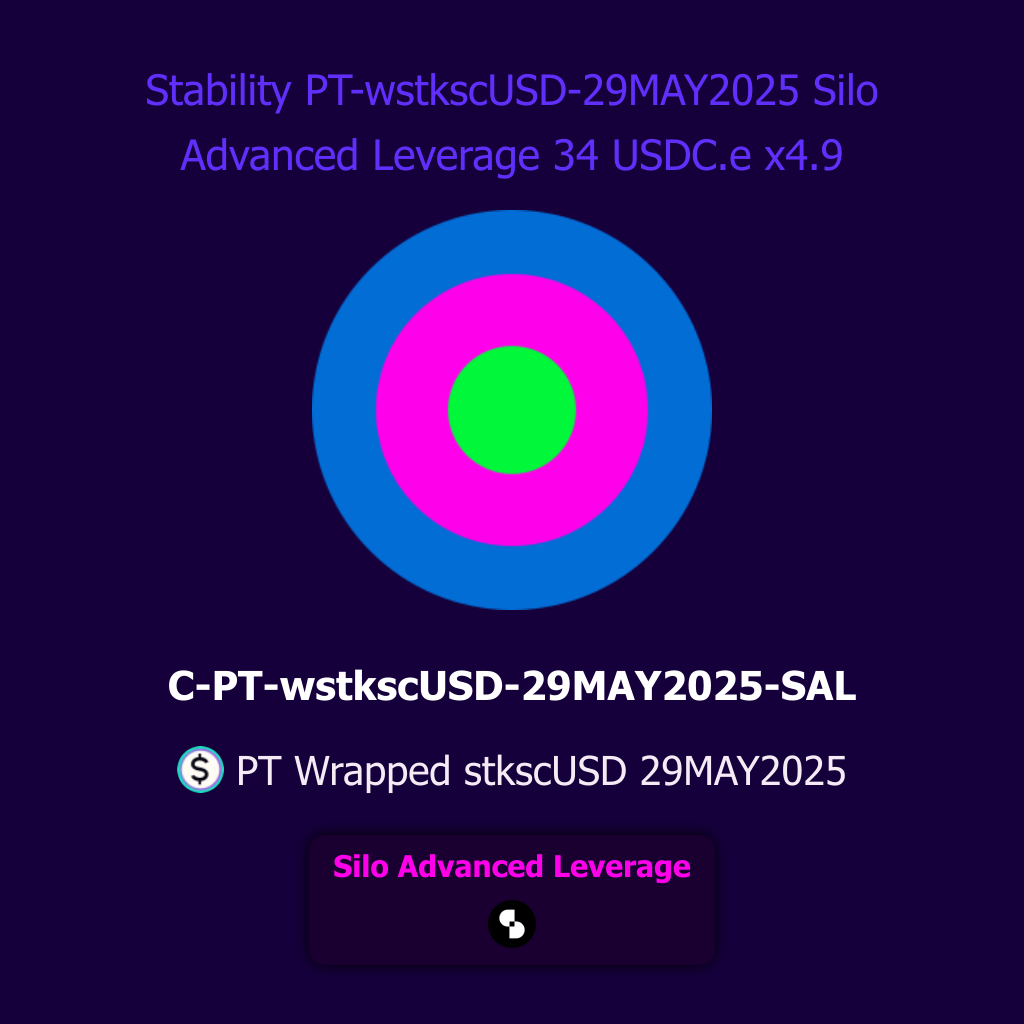 Stability PT-wstkscUSD-29MAY2025 Silo
Advanced Leverage 34 USDC.e x4.9
C-PT-wstkscUSD-29MAY2025-SAL
$ PT Wrapped stkscUSD 29MAY2025
Silo Advanced Leverage